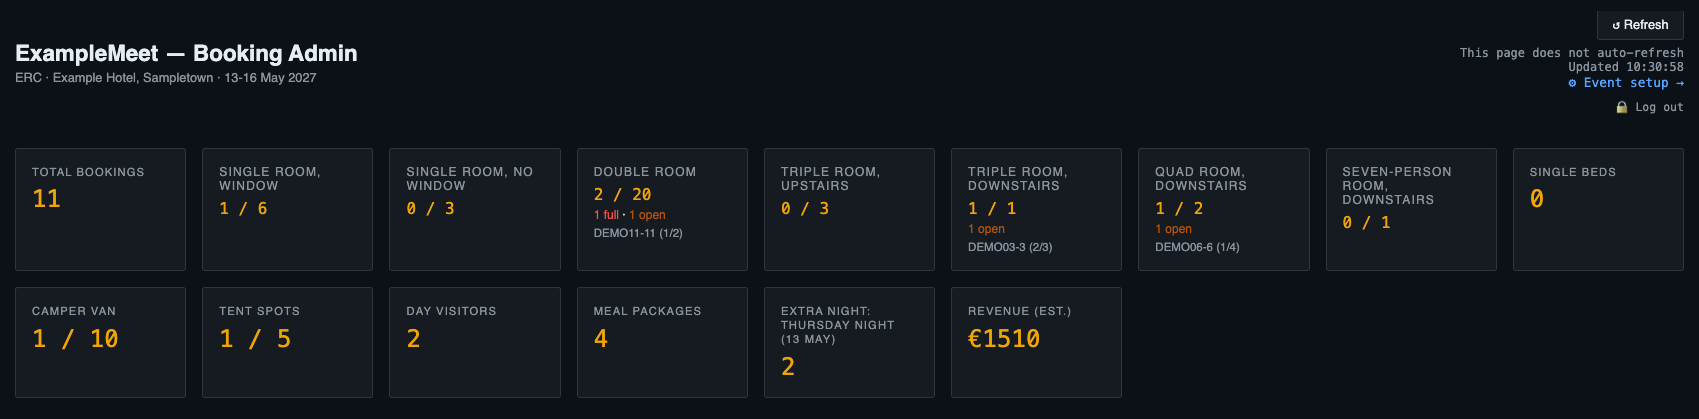 ↺ Refresh
ExampleMeet — Booking Admin
ERC · Example Hotel, Sampletown · 13-16 May 2027
This page does not auto-refresh
Updated 10:30:58
⚙ Event setup →
🔒 Log out
TOTAL BOOKINGS
11
SINGLE ROOM,
WINDOW
1 / 6
SINGLE ROOM, NO
WINDOW
0 / 3
DOUBLE ROOM
2 / 20
1 full · 1 open
DEMO11-11 (1/2)
TRIPLE ROOM,
UPSTAIRS
0 / 3
TRIPLE ROOM,
DOWNSTAIRS
1 / 1
1 open
DEMO03-3 (2/3)
QUAD ROOM,
DOWNSTAIRS
1 / 2
1 open
DEMO06-6 (1/4)
SEVEN-PERSON
ROOM,
DOWNSTAIRS
0 / 1
SINGLE BEDS
0
CAMPER VAN
1 / 10
TENT SPOTS
1 / 5
DAY VISITORS
2
MEAL PACKAGES
4
EXTRA NIGHT:
THURSDAY NIGHT
(13 MAY)
2
REVENUE (EST.)
€1510